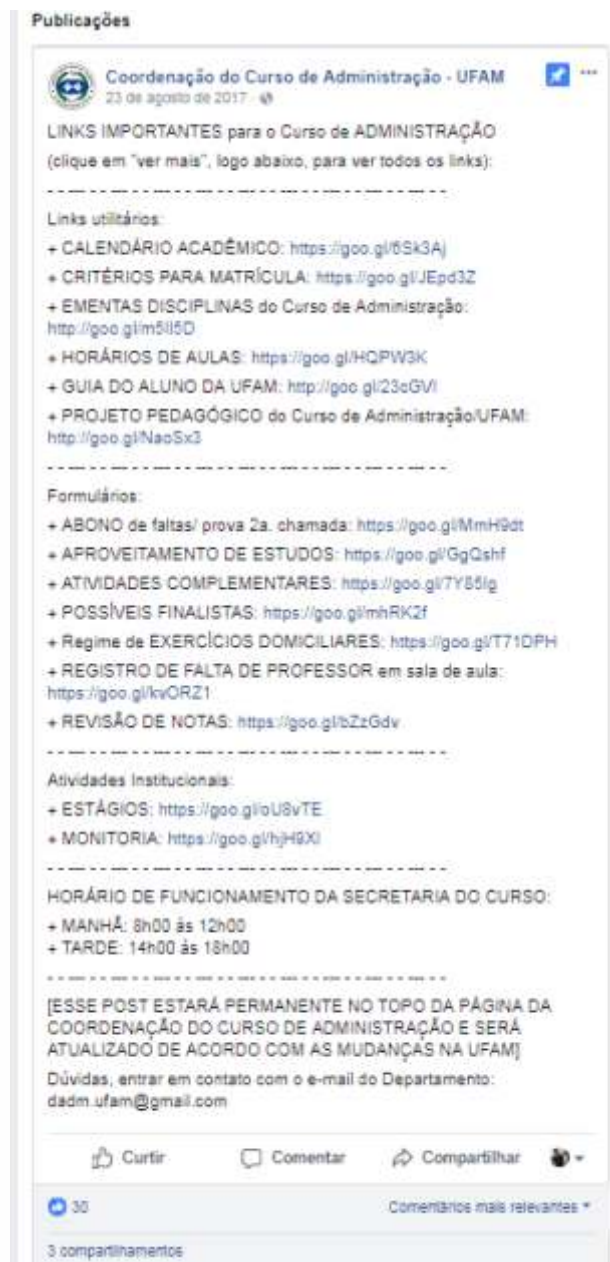 Publicações
Coordenação do Curso de Administração - UFAM
23 de agosto de 2017
LINKS IMPORTANTES para o Curso de ADMINISTRAÇÃO
(clique em "ver mais", logo abaixo, para ver todos os links):
Links utilitários:
+ CALENDÁRIO ACADÊMICO: https://goo.gl/6Sk3Aj
+ CRITÉRIOS PARA MATRÍCULA: https://goo.gl/JEpd3Z
+ EMENTAS DISCIPLINAS do Curso de Administração:
+ HORÁRIOS DE AULAS: https://goo.gl/HQPW3K
+ GUIA DO ALUNO DA UFAM: http://goo.gl/23cGVI
+ PROJETO PEDAGÓGICO do Curso de Administração/UFAM:
http://goo.gl/NaoSx3
Formulários:
+ ABONO de faltas/ prova 2a. chamada: https://goo.gl/MmH9dt
+ APROVEITAMENTO DE ESTUDOS: https://goo.gl/GgQshf
+ ATIVIDADES COMPLEMENTARES: https://goo.gl/7Y85Ig
+ POSSÍVEIS FINALISTAS: https://goo.gl/mhRK2f
+ Regime de EXERCÍCIOS DOMICILIARES: https://goo.gl/T71DPH
+ REGISTRO DE FALTA DE PROFESSOR em sala de aula:
https://goo.gl/kvORZ1
+ REVISÃO DE NOTAS: https://goo.gl/bZzGdv
Atividades Institucionais:
+ ESTÁGIOS: https://goo.gl/oU8vTE
+ MONITORIA: https://goo.gl/hjH9XI
HORÁRIO DE FUNCIONAMENTO DA SECRETARIA DO CURSO:
+ MANHÃ: 8h00 às 12h00
+ TARDE: 14h00 às 18h00
[ESSE POST ESTARÁ PERMANENTE NO TOPO DA PÁGINA DA
COORDENAÇÃO DO CURSO DE ADMINISTRAÇÃO E SERÁ
ATUALIZADO DE ACORDO COM AS MUDANÇAS NA UFAM]
Dúvidas, entrar em contato com o e-mail do Departamento:
dadm.ufam@gmail.com
Curtir Comentar Compartilhar
30 Comentários mais relevantes
3 compartilhamentos